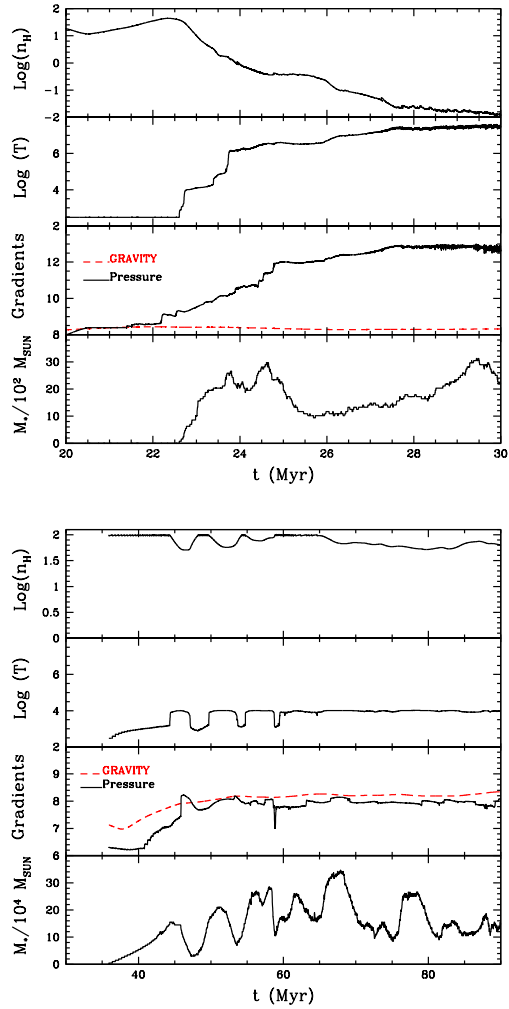 2
1
0
−1
−2
Log(n_H)
6
4
2
Log (T)
GRAVITY
Pressure
12
10
8
Gradients
30
20
10
0
M_*/10^2 M_SUN
20 22 24 26 28 30
t (Myr)
2
1.5
1
0.5
0
Log(n_H)
6
4
2
Log (T)
GRAVITY
Pressure
9
8
7
6
Gradients
30
20
10
0
M_*/10^4 M_SUN
40 60 80
t (Myr)